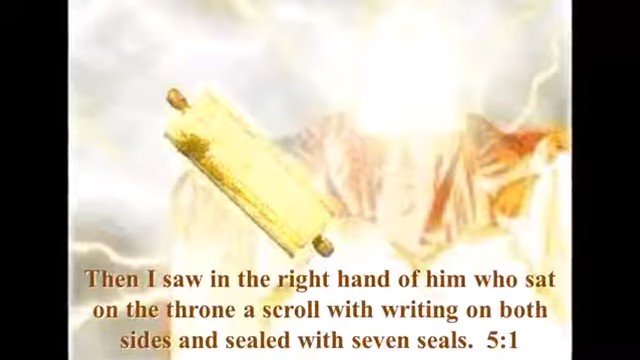 Then I saw in the right hand of him who sat
on the throne a scroll with writing on both
sides and sealed with seven seals.  5:1